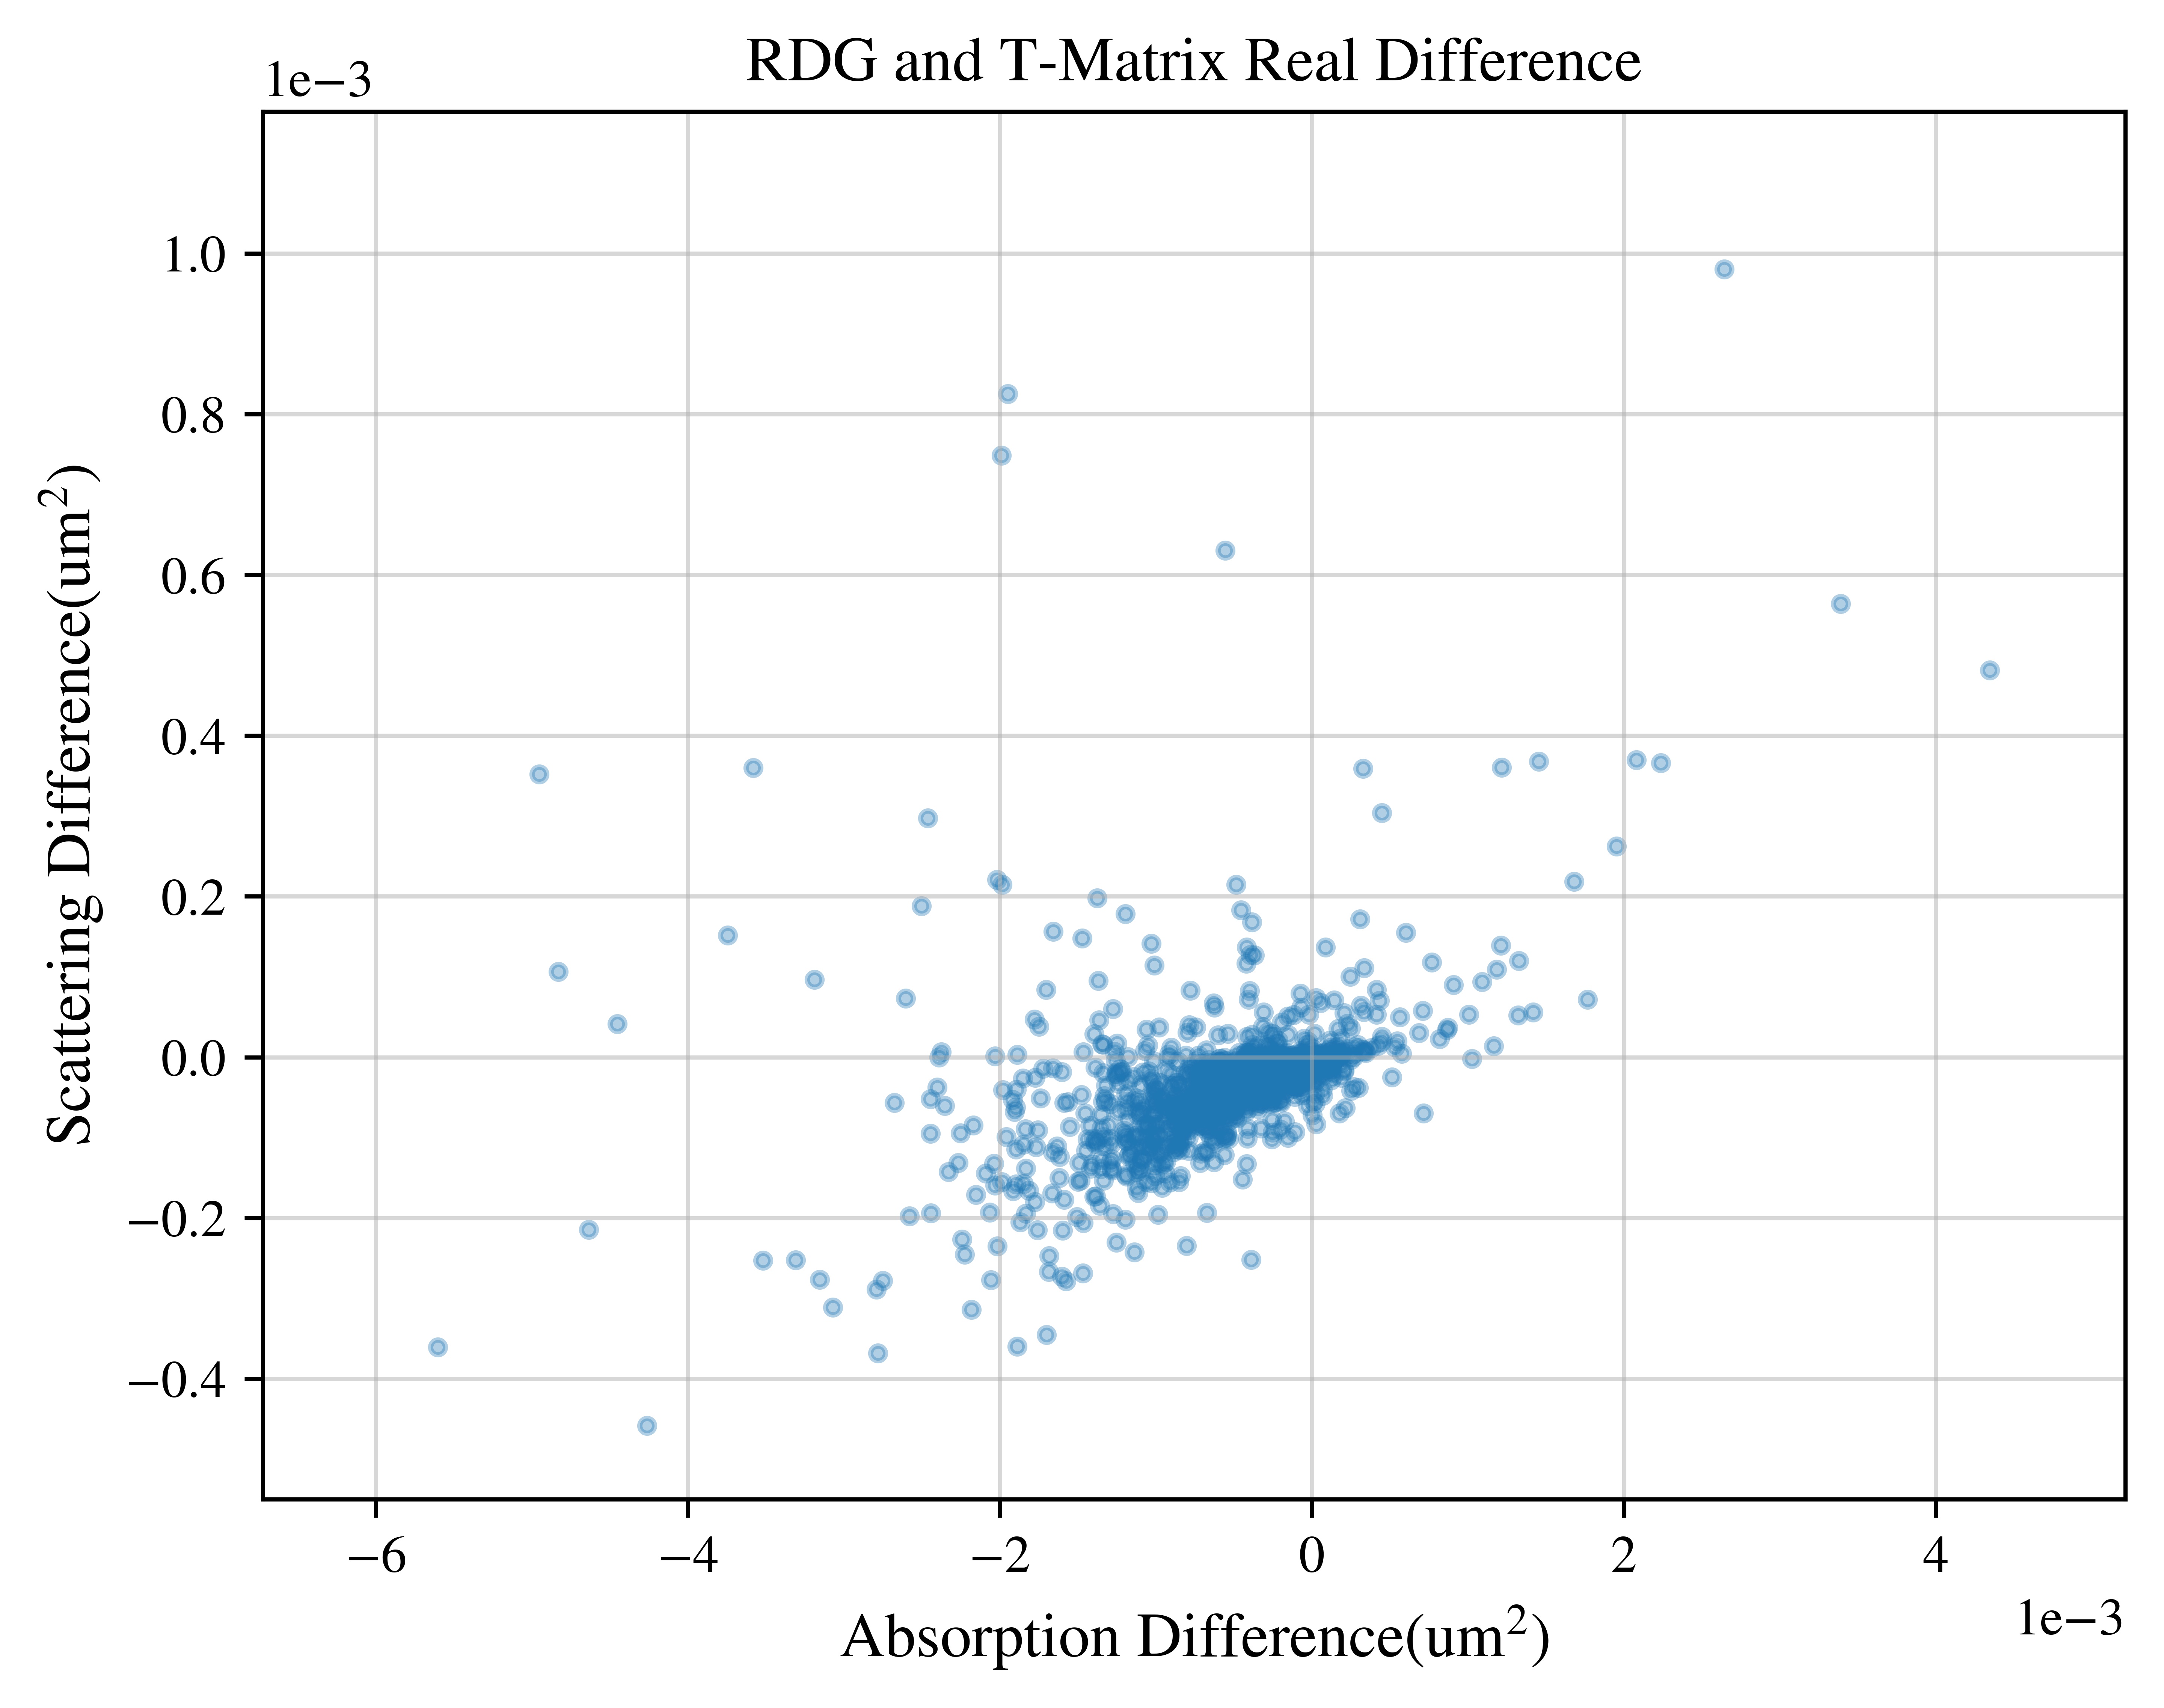 RDG and T-Matrix Real Difference
1e−3
1.0
0.8
0.6
0.4
0.2
0.0
−0.2
−0.4
Scattering Difference(um²)
−6 −4 −2 0 2 4
1e−3
Absorption Difference(um²)